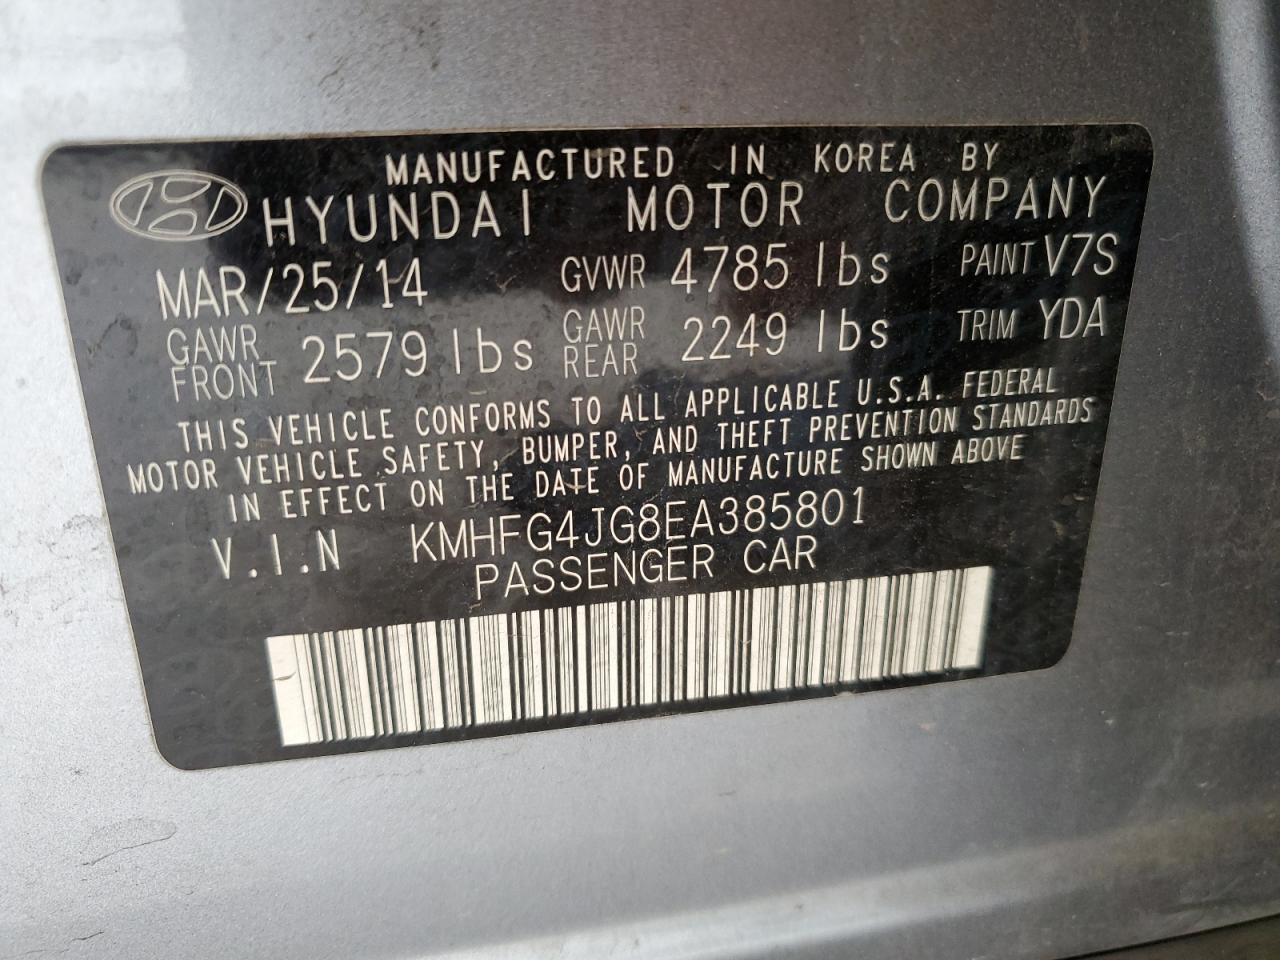 MANUFACTURED IN KOREA BY
HYUNDAI MOTOR COMPANY
MAR/25/14 GVWR 4785 lbs PAINT V7S
GAWR FRONT 2579 lbs GAWR REAR 2249 lbs TRIM YDA
THIS VEHICLE CONFORMS TO ALL APPLICABLE U.S.A. FEDERAL
MOTOR VEHICLE SAFETY, BUMPER, AND THEFT PREVENTION STANDARDS
IN EFFECT ON THE DATE OF MANUFACTURE SHOWN ABOVE
V.I.N KMHFG4JG8EA385801
PASSENGER CAR